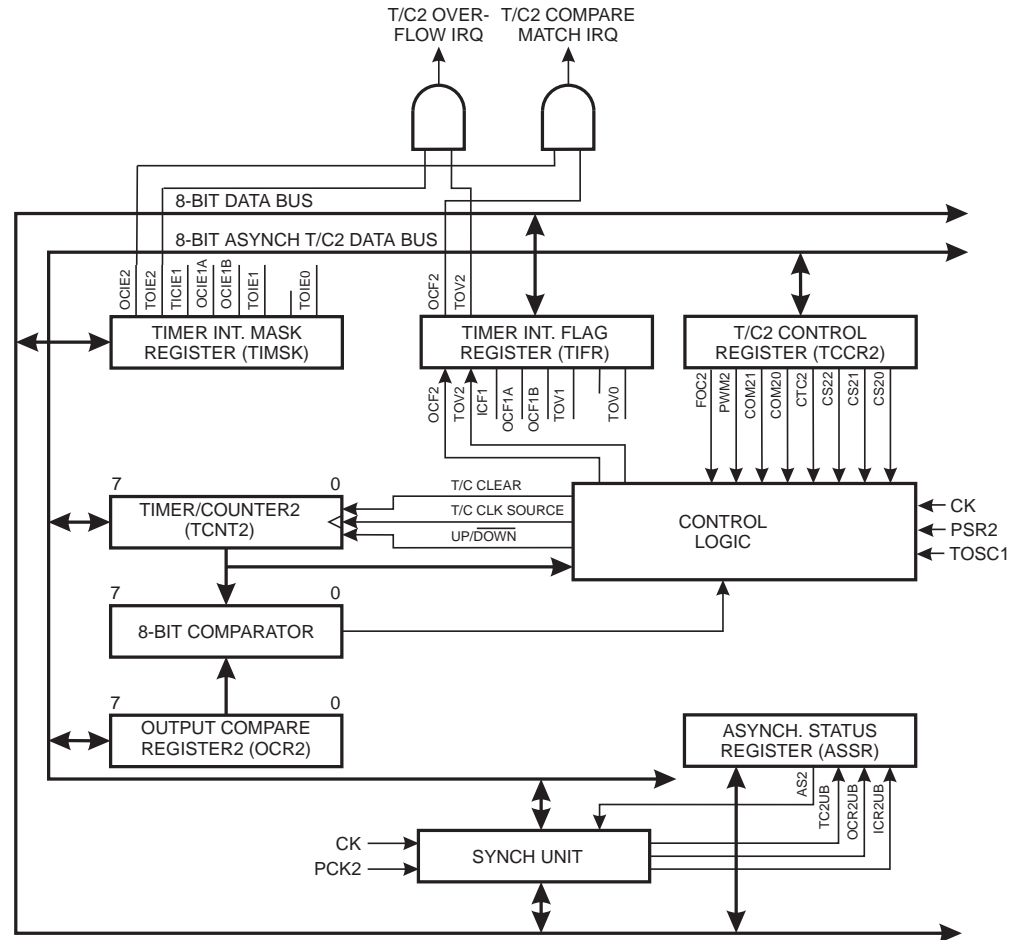 T/C2 OVER-
FLOW IRQ
T/C2 COMPARE
MATCH IRQ
8-BIT DATA BUS
8-BIT ASYNCH T/C2 DATA BUS
OCIE2
TOIE2
TICIE1
OCIE1A
OCIE1B
TOIE1
TOIE0
OCF2
TOV2
TIMER INT. MASK
REGISTER (TIMSK)
TIMER INT. FLAG
REGISTER (TIFR)
T/C2 CONTROL
REGISTER (TCCR2)
OCF2
TOV2
ICF1
OCF1A
OCF1B
TOV1
TOV0
FOC2
PWM2
COM21
COM20
CTC2
CS22
CS21
CS20
7 0
TIMER/COUNTER2
(TCNT2)
T/C CLEAR
T/C CLK SOURCE
UP/DOWN
CONTROL
LOGIC
CK
PSR2
TOSC1
7 0
8-BIT COMPARATOR
7 0
OUTPUT COMPARE
REGISTER2 (OCR2)
ASYNCH. STATUS
REGISTER (ASSR)
AS2
TC2UB
OCR2UB
ICR2UB
CK
PCK2
SYNCH UNIT